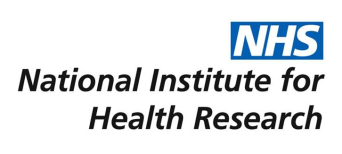 NHS
National Institute for
Health Research